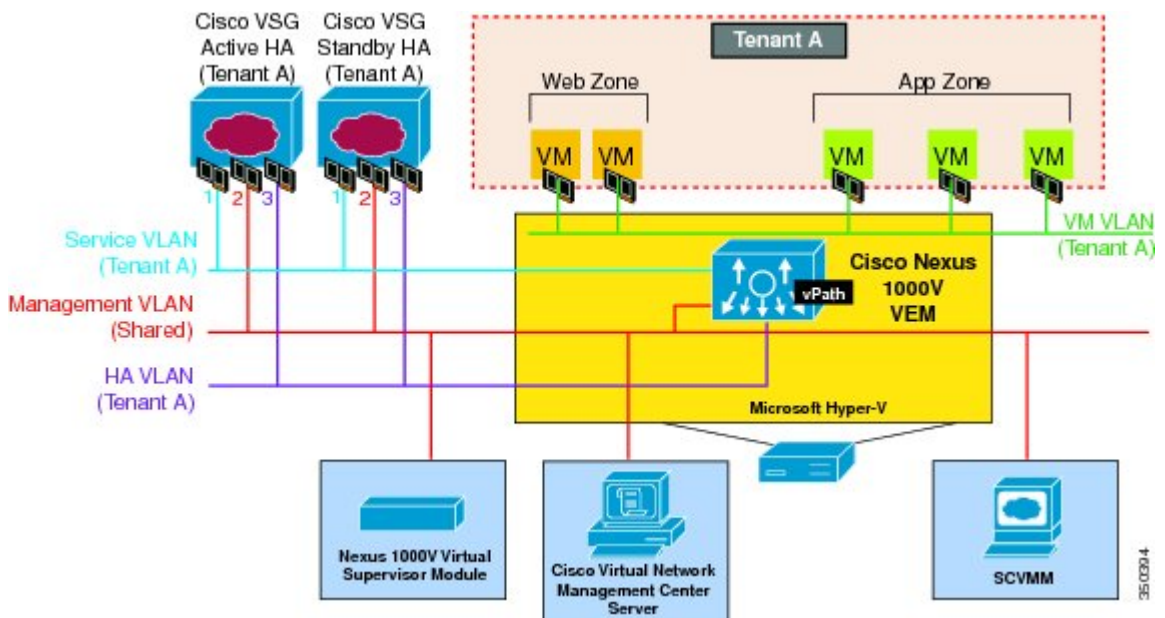 Cisco VSG
Active HA
(Tenant A)
Cisco VSG
Standby HA
(Tenant A)
Tenant A
Web Zone
App Zone
VM
VM
VM
VM
VM
1
2
3
1
2
3
Service VLAN
(Tenant A)
VM VLAN
(Tenant A)
Cisco Nexus
1000V
VEM
vPath
Management VLAN
(Shared)
HA VLAN
(Tenant A)
Microsoft Hyper-V
Nexus 1000V Virtual
Supervisor Module
Cisco Virtual Network
Management Center
Server
SCVMM
350394